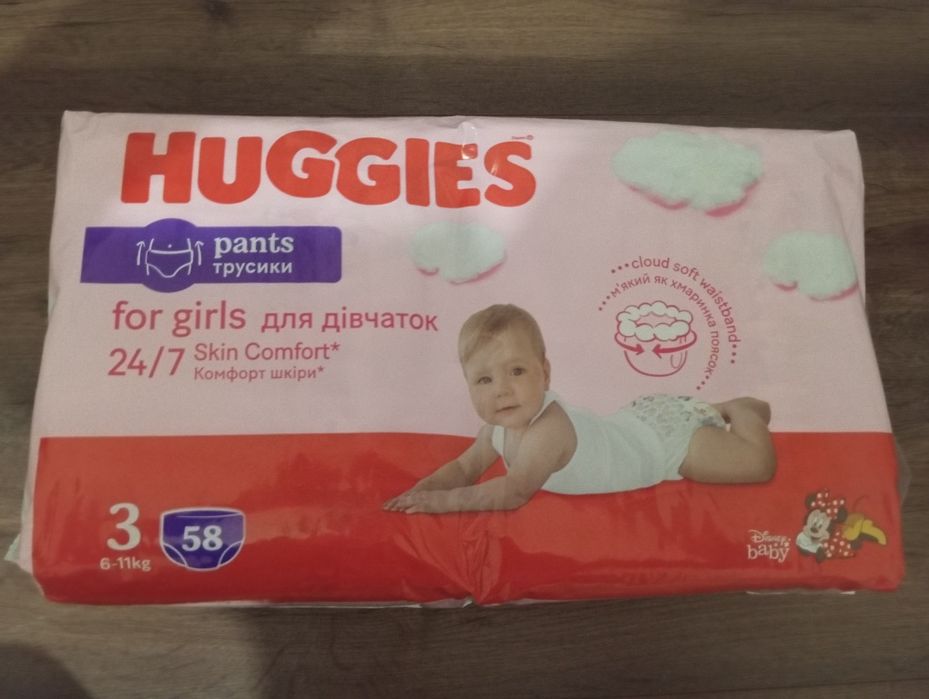 HUGGIES
pants
трусики
for girls для дівчаток
24/7 Skin Comfort*
Комфорт шкіри*
cloud soft waistband
м'який як хмаринка поясок
3
6-11kg
58
Disney
baby